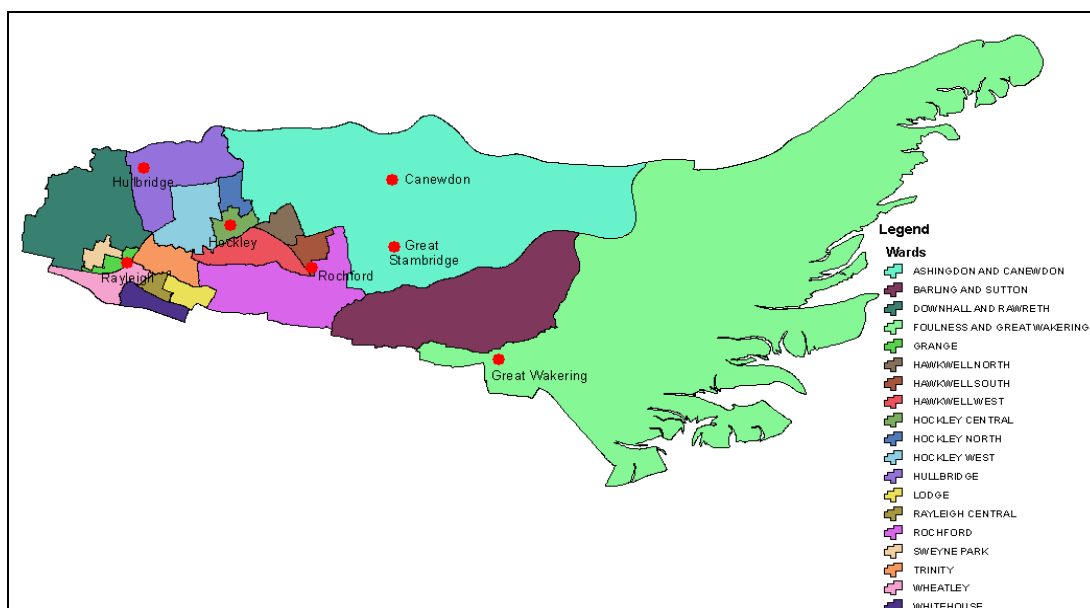 Hullbridge
Canewdon
Hockley
Great
Stambridge
Rayleigh
Rochford
Great Wakering
Legend
Wards
ASHINGDON AND CANEWDON
BARLING AND SUTTON
DOWNHALL AND RAWRETH
FOULNESS AND GREAT WAKERING
GRANGE
HAWKWELL NORTH
HAWKWELL SOUTH
HAWKWELL WEST
HOCKLEY CENTRAL
HOCKLEY NORTH
HOCKLEY WEST
HULLBRIDGE
LODGE
RAYLEIGH CENTRAL
ROCHFORD
SWEYNE PARK
TRINITY
WHEATLEY
WHITEHOUSE